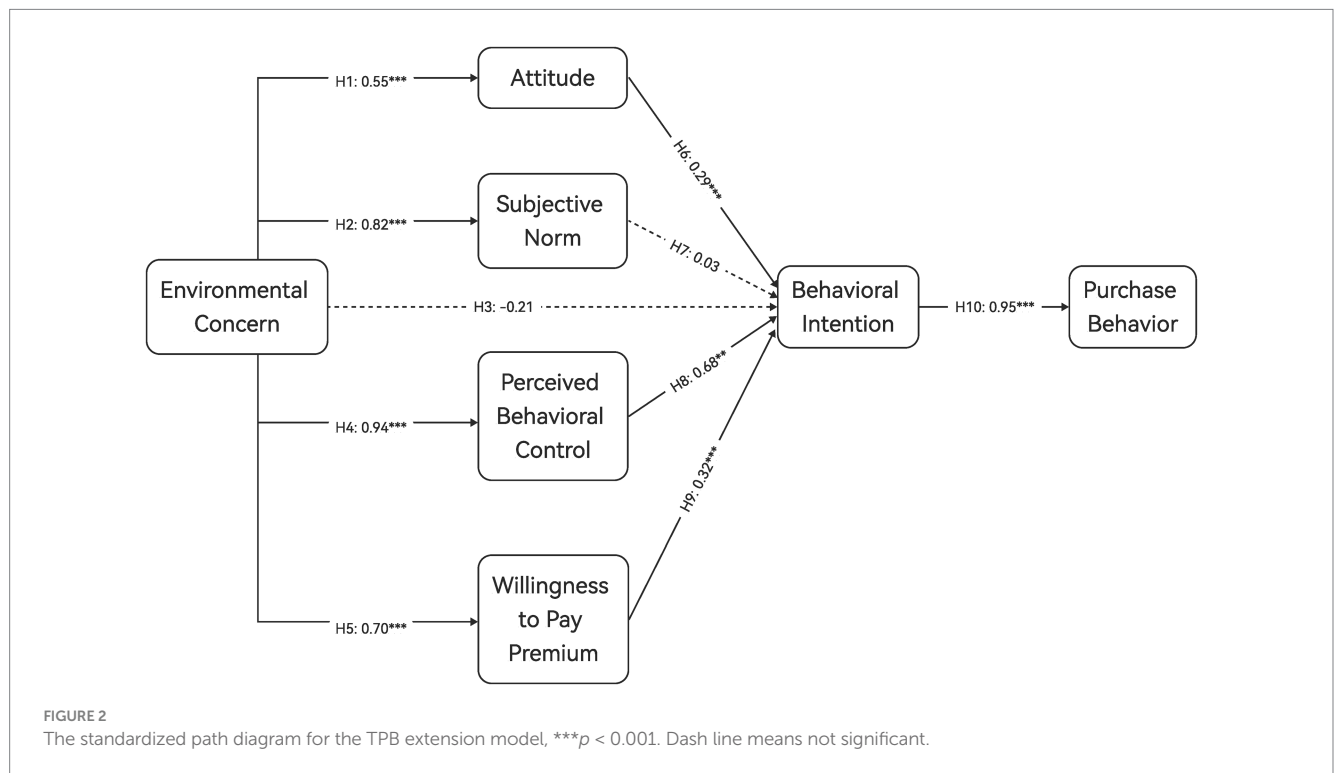 H1: 0.55***
Attitude
H6: 0.29***
H2: 0.82***
Subjective
Norm
H7: 0.03
Environmental
Concern
H3: -0.21
Behavioral
Intention
H10: 0.95***
Purchase
Behavior
H4: 0.94***
Perceived
Behavioral
Control
H8: 0.68**
H9: 0.32***
H5: 0.70***
Willingness
to Pay
Premium
FIGURE 2
The standardized path diagram for the TPB extension model, ***p < 0.001. Dash line means not significant.